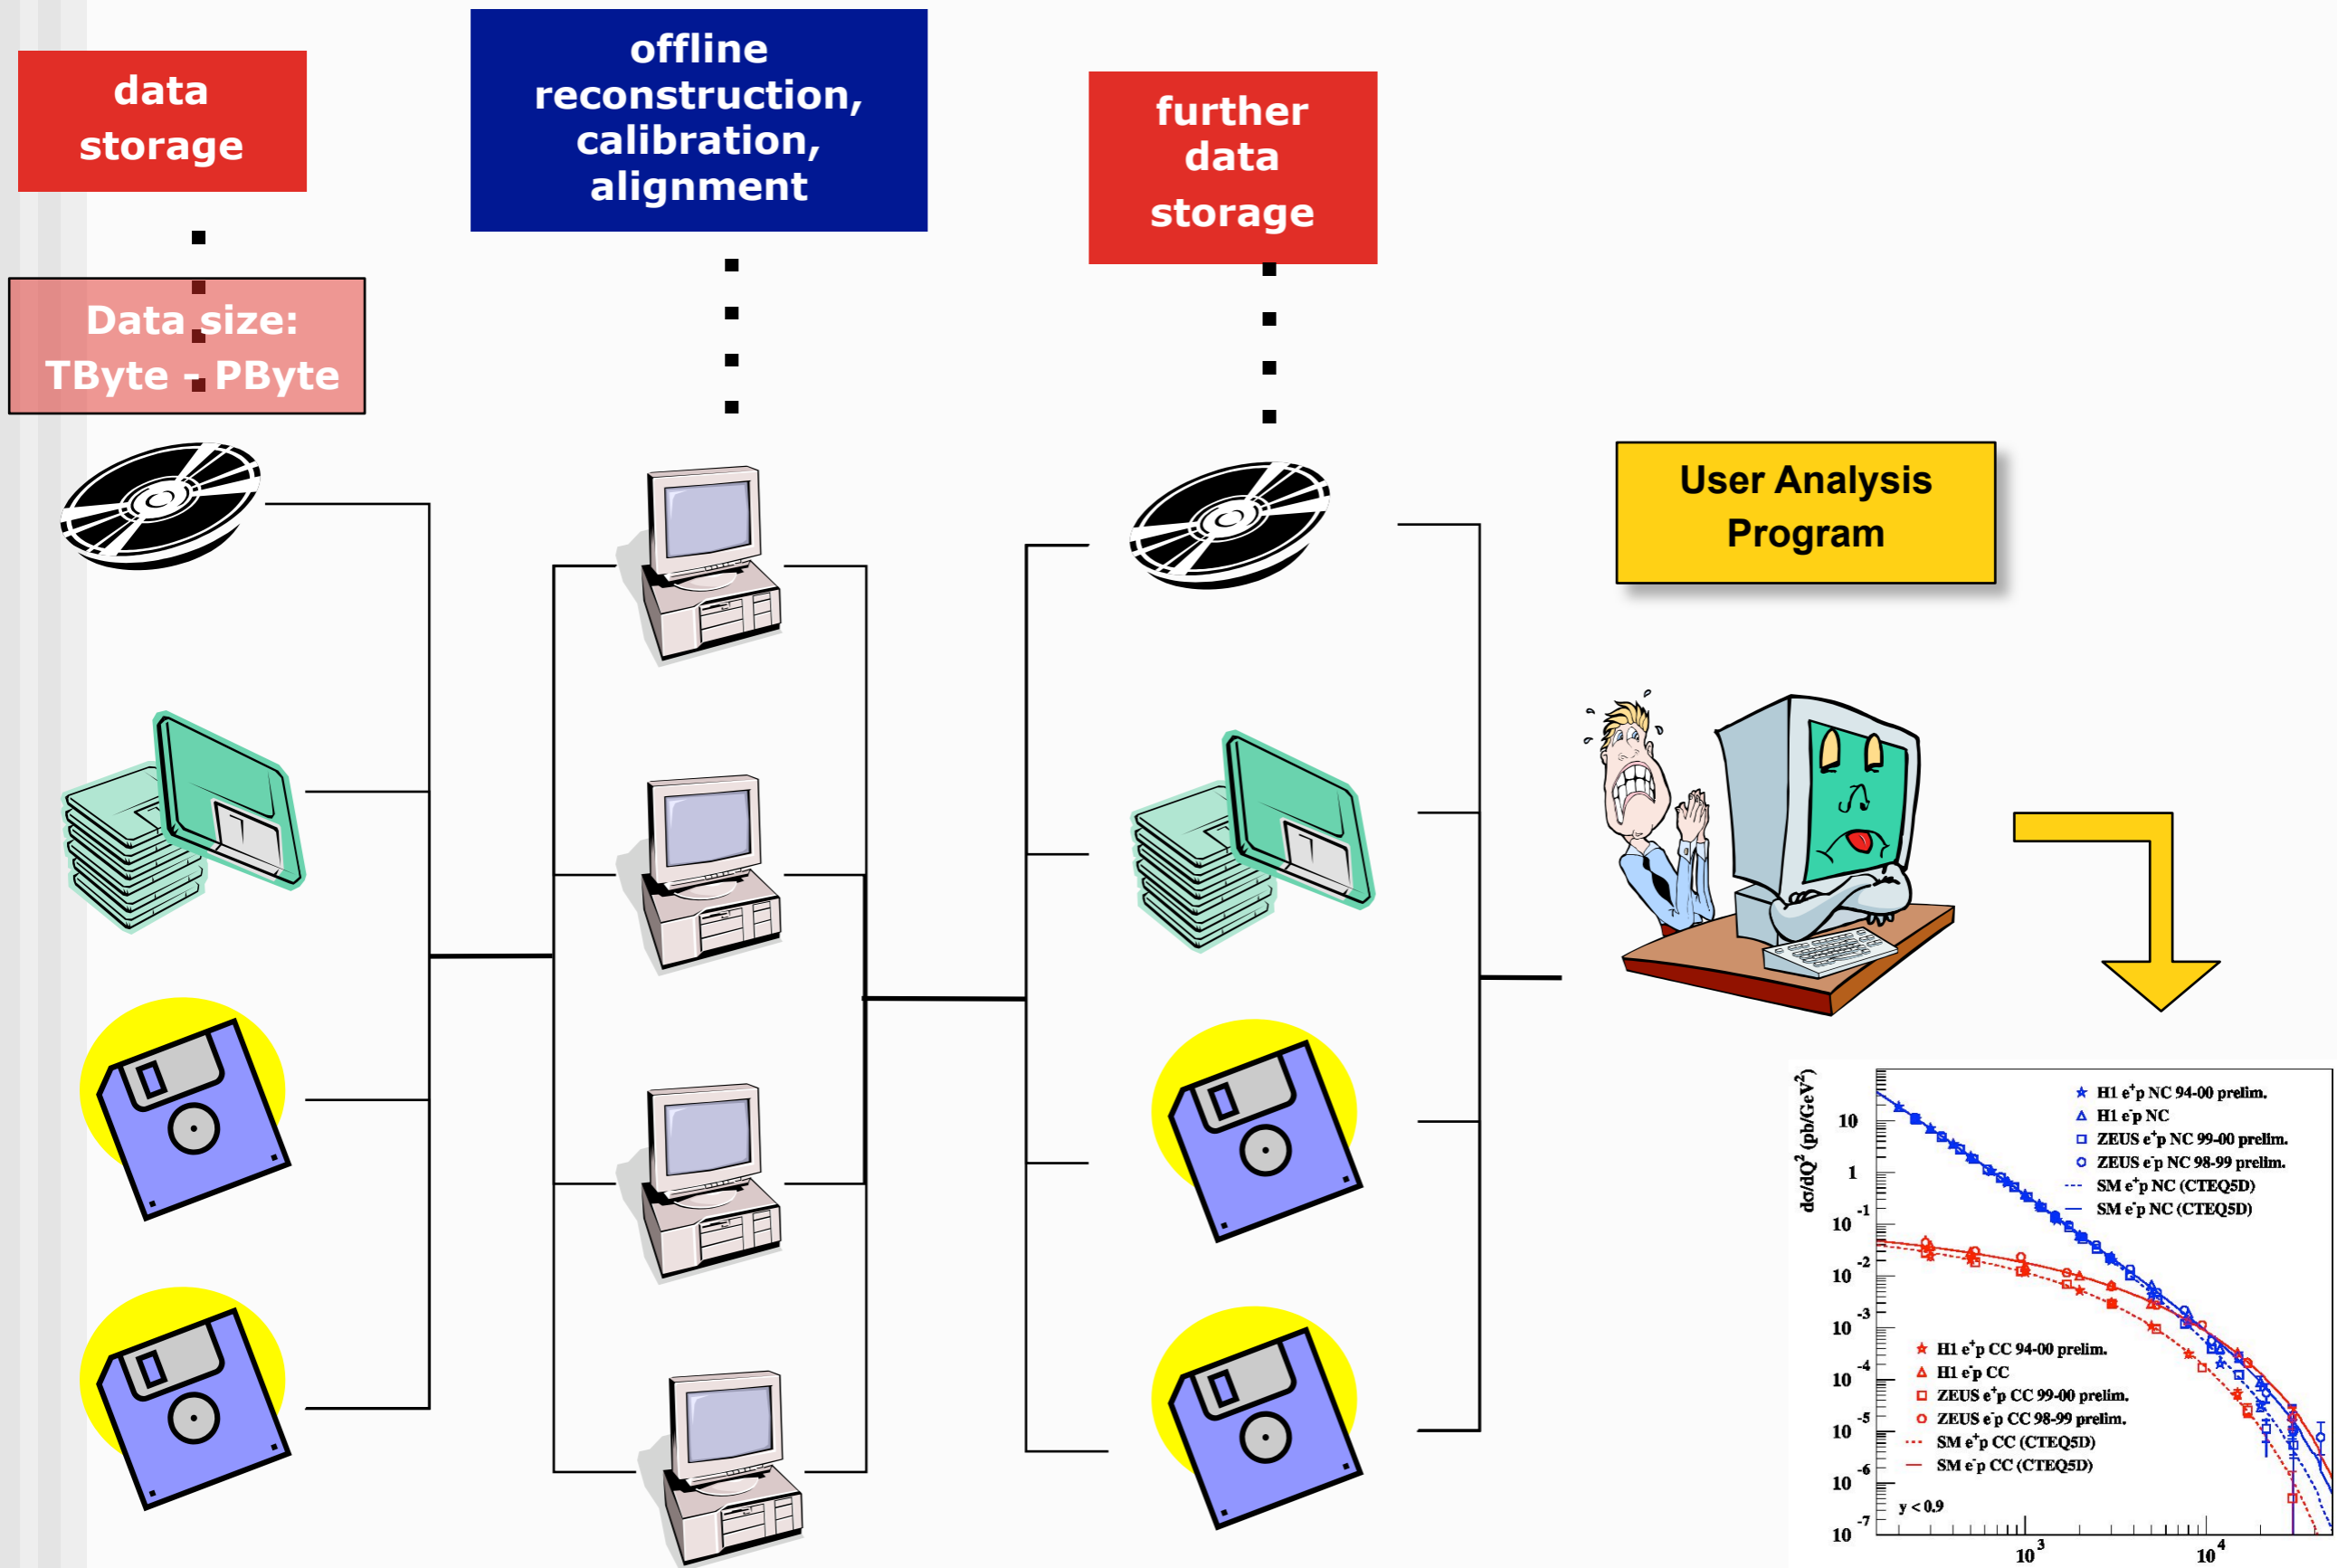 data
storage
offline
reconstruction,
calibration,
alignment
further
data
storage
Data size:
TByte - PByte
User Analysis
Program
dσ/dQ² (pb/GeV²)
10
1
10⁻¹
10⁻²
10⁻³
10⁻⁴
10⁻⁵
10⁻⁶
10⁻⁷
H1 e⁺p NC 94-00 prelim.
H1 e⁻p NC
ZEUS e⁺p NC 99-00 prelim.
ZEUS e⁻p NC 98-99 prelim.
SM e⁺p NC (CTEQ5D)
SM e⁻p NC (CTEQ5D)
H1 e⁺p CC 94-00 prelim.
H1 e⁻p CC
ZEUS e⁺p CC 99-00 prelim.
ZEUS e⁻p CC 98-99 prelim.
SM e⁺p CC (CTEQ5D)
SM e⁻p CC (CTEQ5D)
y < 0.9
10³ 10⁴